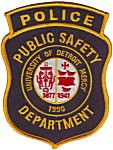 POLICE
PUBLIC SAFETY
UNIVERSITY OF DETROIT MERCY
1877 1941
1990
DEPARTMENT